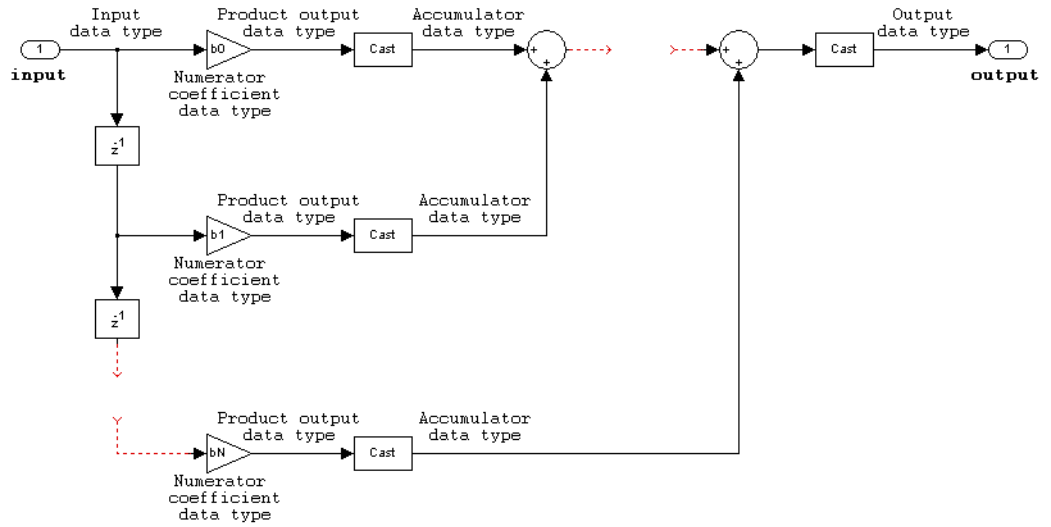 Input
data type
Product output
data type
Accumulator
data type
Output
data type
1
b0
Cast
+
+
+
+
Cast
1
input
output
Numerator
coefficient
data type
z-1
Product output
data type
Accumulator
data type
b1
Cast
Numerator
coefficient
data type
z-1
Product output
data type
Accumulator
data type
bN
Cast
Numerator
coefficient
data type